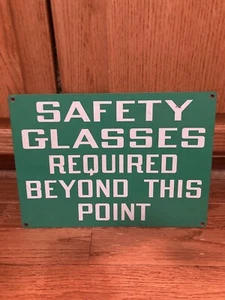 SAFETY
GLASSES
REQUIRED
BEYOND THIS
POINT